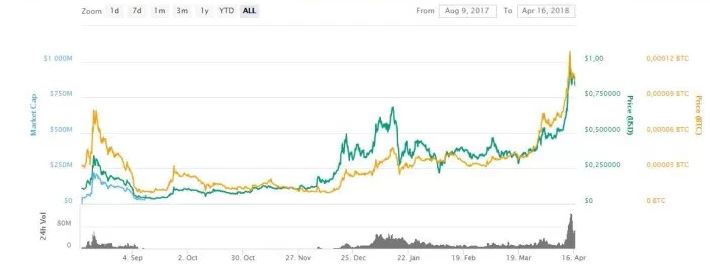 Zoom 1d 7d 1m 3m 1y YTD ALL From Aug 9, 2017 To Apr 16, 2018
$1 000M $1,00 0,00012 BTC
$750M $0,750000 0,00009 BTC
$500M $0,500000 0,00006 BTC
$250M $0,250000 0,00003 BTC
$0 $0 0 BTC
Market Cap
Price (USD)
Price (BTC)
24h Vol
80M
0
4. Sep 2. Oct 30. Oct 27. Nov 25. Dec 22. Jan 19. Feb 19. Mar 16. Apr